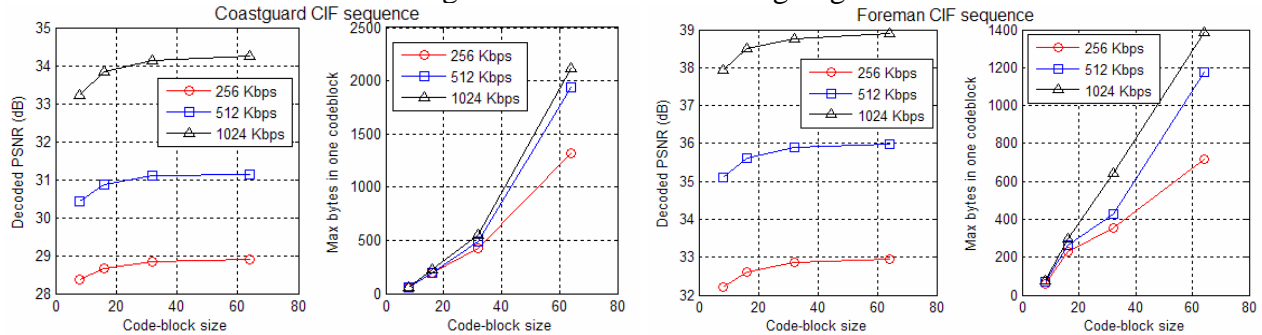 Coastguard CIF sequence
35
34
33
32
31
30
29
28
0
20
40
60
80
Decoded PSNR (dB)
Code-block size
256 Kbps
512 Kbps
1024 Kbps
2500
2000
1500
1000
500
0
0
20
40
60
80
Max bytes in one codeblock
Code-block size
256 Kbps
512 Kbps
1024 Kbps
Foreman CIF sequence
39
38
37
36
35
34
33
32
0
20
40
60
80
Decoded PSNR (dB)
Code-block size
256 Kbps
512 Kbps
1024 Kbps
1400
1200
1000
800
600
400
200
0
0
20
40
60
80
Max bytes in one codeblock
Code-block size
256 Kbps
512 Kbps
1024 Kbps